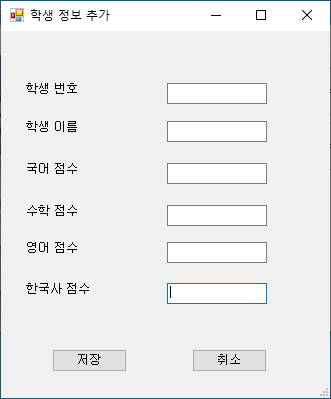 학생 정보 추가
학생 번호
학생 이름
국어 점수
수학 점수
영어 점수
한국사 점수
저장 취소